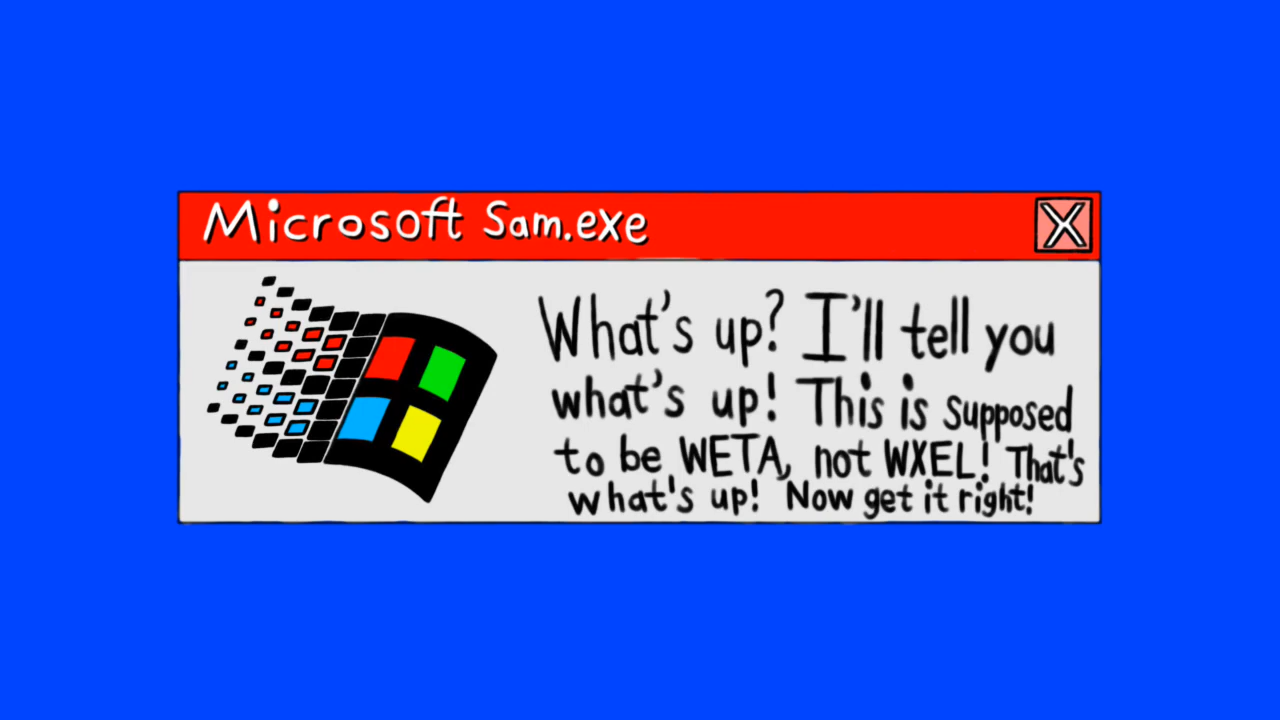 Microsoft Sam.exe
X
What's up? I'll tell you
what's up! This is supposed
to be WETA, not WXEL! That's
what's up! Now get it right!